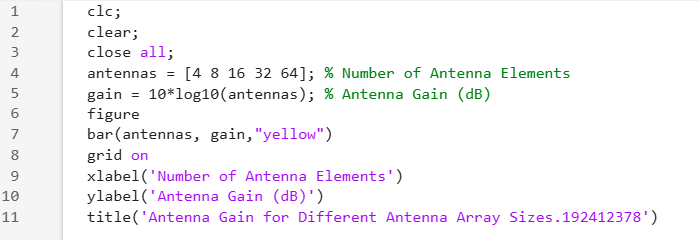 1 clc;
2 clear;
3 close all;
4 antennas = [4 8 16 32 64]; % Number of Antenna Elements
5 gain = 10*log10(antennas); % Antenna Gain (dB)
6 figure
7 bar(antennas, gain,"yellow")
8 grid on
9 xlabel('Number of Antenna Elements')
10 ylabel('Antenna Gain (dB)')
11 title('Antenna Gain for Different Antenna Array Sizes.192412378')